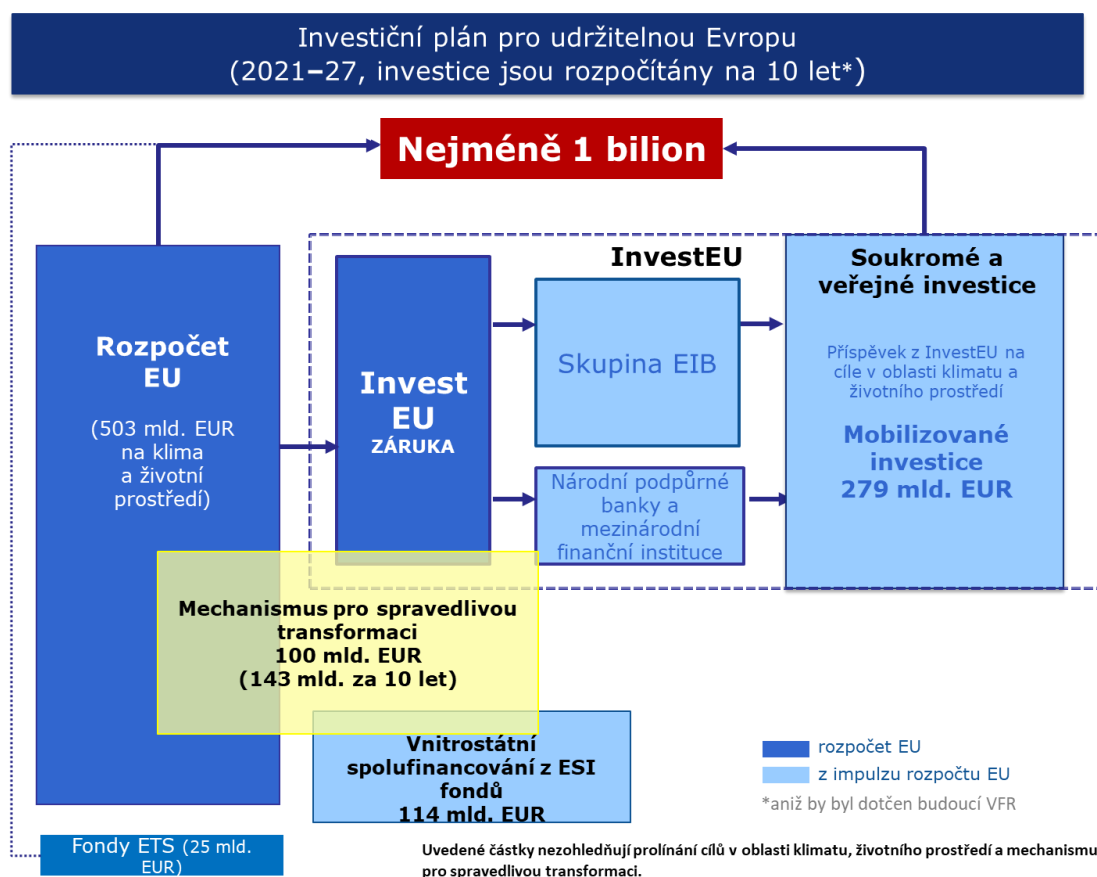 Investiční plán pro udržitelnou Evropu
(2021–27, investice jsou rozpočítány na 10 let*)
Nejméně 1 bilion
Rozpočet
EU
(503 mld. EUR
na klima
a životní
prostředí)
InvestEU
Invest
EU
ZÁRUKA
Skupina EIB
Národní podpůrné
banky a
mezinárodní
finanční instituce
Soukromé a
veřejné investice
Příspěvek z InvestEU na
cíle v oblasti klimatu a
životního prostředí
Mobilizované
investice
279 mld. EUR
Mechanismus pro spravedlivou
transformaci
100 mld. EUR
(143 mld. za 10 let)
Vnitrostátní
spolufinancování z ESI
fondů
114 mld. EUR
rozpočet EU
z impulzu rozpočtu EU
*aniž by byl dotčen budoucí VFR
Fondy ETS (25 mld.
EUR)
Uvedené částky nezohledňují prolínání cílů v oblasti klimatu, životního prostředí a mechanismu
pro spravedlivou transformaci.